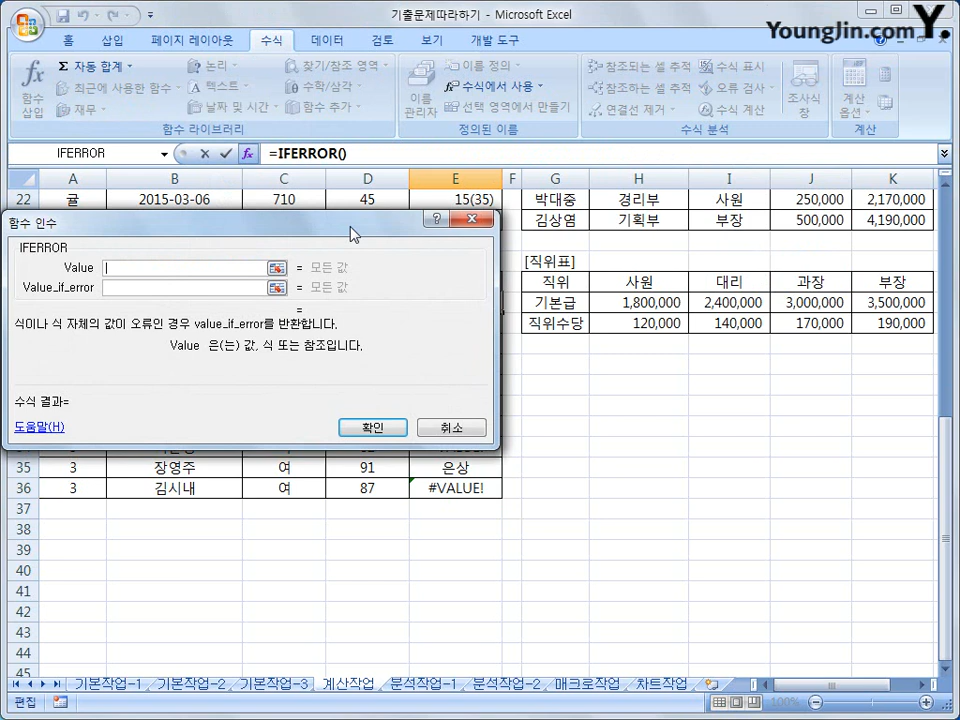 기출문제따라하기 - Microsoft Excel
YoungJin.com Y.
홈 삽입 페이지 레이아웃 수식 데이터 검토 보기 개발 도구
fx 함수 삽입
Σ 자동 합계
최근에 사용한 함수
재무
논리
텍스트
날짜 및 시간
찾기/참조 영역
수학/삼각
함수 추가
함수 라이브러리
이름 관리자
이름 정의
수식에서 사용
선택 영역에서 만들기
정의된 이름
참조되는 셀 추적
참조하는 셀 추적
연결선 제거
수식 표시
오류 검사
수식 계산
조사식 창
수식 분석
계산 옵션
계산
IFERROR fx =IFERROR()
A B C D E F G H I J K
22 귤 2015-03-06 710 45 15(35) 박대중 경리부 사원 250,000 2,170,000
김상염 기획부 부장 500,000 4,190,000
[직위표]
직위 사원 대리 과장 부장
기본급 1,800,000 2,400,000 3,000,000 3,500,000
직위수당 120,000 140,000 170,000 190,000
함수 인수
IFERROR
Value = 모든 값
Value_if_error = 모든 값
=
식이나 식 자체의 값이 오류인 경우 value_if_error를 반환합니다.
Value 은(는) 값, 식 또는 참조입니다.
수식 결과=
도움말(H) 확인 취소
35 3 장영주 여 91 은상
36 3 김시내 여 87 #VALUE!
37
38
39
40
41
42
43
44
45
기본작업-1 기본작업-2 기본작업-3 계산작업 분석작업-1 분석작업-2 매크로작업 차트작업
편집 100%